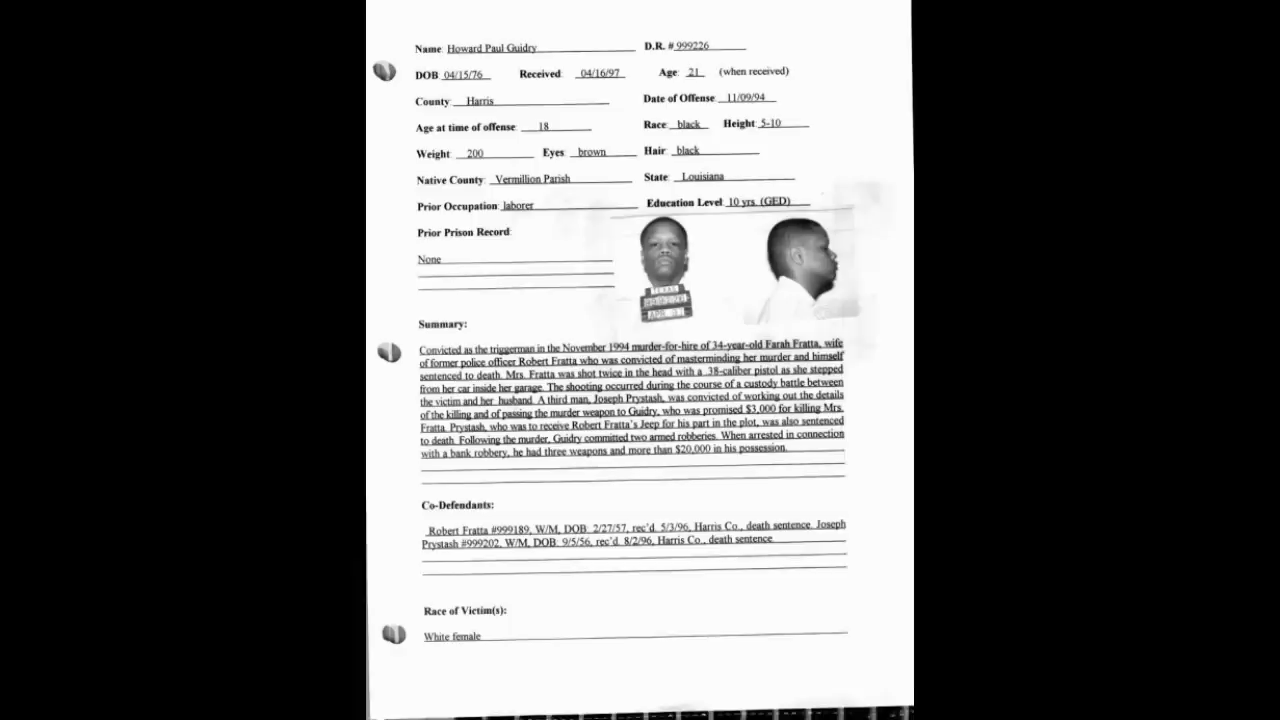 Name: Howard Paul Guidry D.R. # 999226
DOB 04/15/76 Received: 04/16/97 Age: 21 (when received)
County: Harris Date of Offense: 11/09/94
Age at time of offense: 18 Race: black Height: 5-10
Weight: 200 Eyes: brown Hair: black
Native County: Vermillion Parish State: Louisiana
Prior Occupation: laborer Education Level: 10 yrs. (GED)
Prior Prison Record:
None
TEXAS
APR 97
Summary:
Convicted as the triggerman in the November 1994 murder-for-hire of 34-year-old Farah Fratta, wife
of former police officer Robert Fratta who was convicted of masterminding her murder and himself
sentenced to death. Mrs. Fratta was shot twice in the head with a .38-caliber pistol as she stepped
from her car inside her garage. The shooting occurred during the course of a custody battle between
the victim and her husband. A third man, Joseph Prystash, was convicted of working out the details
of the killing and of passing the murder weapon to Guidry, who was promised $3,000 for killing Mrs.
Fratta. Prystash, who was to receive Robert Fratta's Jeep for his part in the plot, was also sentenced
to death. Following the murder, Guidry committed two armed robberies. When arrested in connection
with a bank robbery, he had three weapons and more than $20,000 in his possession.
Co-Defendants:
Robert Fratta #999189, W/M, DOB: 2/27/57, rec'd. 5/3/96, Harris Co., death sentence. Joseph
Prystash #999202, W/M, DOB: 9/5/56, rec'd. 8/2/96, Harris Co., death sentence.
Race of Victim(s):
White female